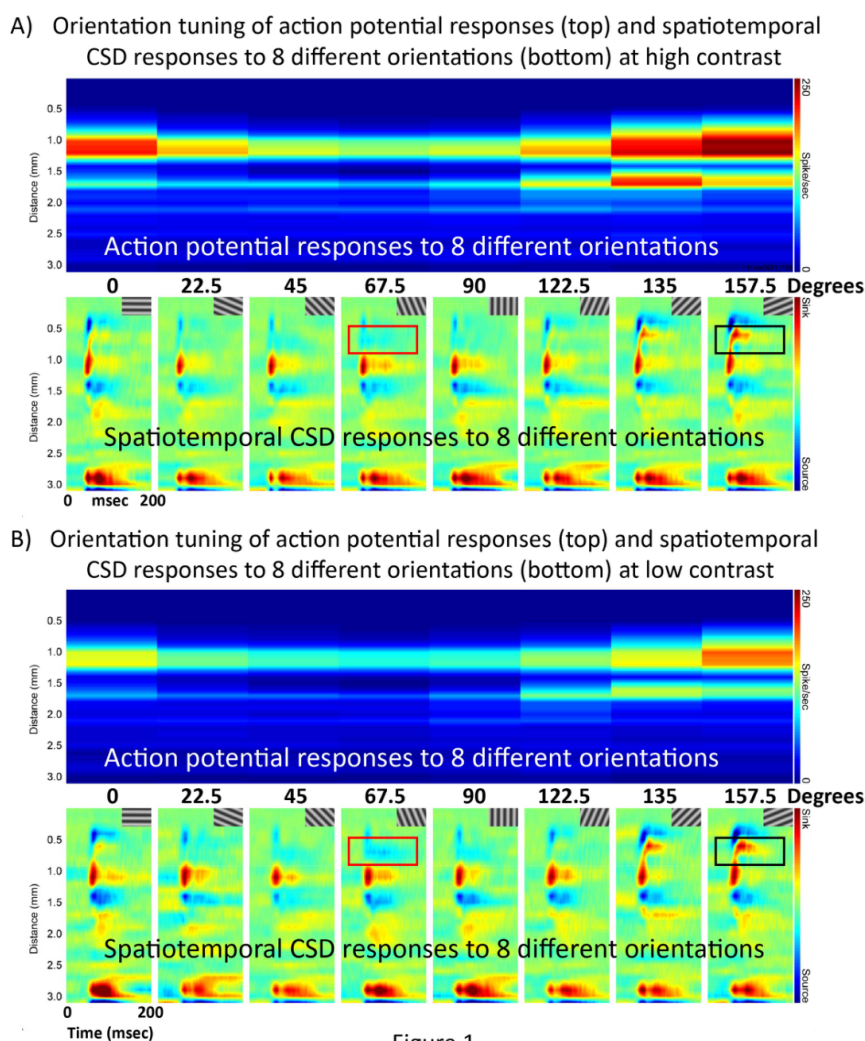 A) Orientation tuning of action potential responses (top) and spatiotemporal
CSD responses to 8 different orientations (bottom) at high contrast
250
0.5
1.0
1.5
2.0
2.5
3.0
Distance (mm)
Spike/sec
0
Action potential responses to 8 different orientations
0 22.5 45 67.5 90 122.5 135 157.5 Degrees
Sink
0.5
1.0
1.5
2.0
2.5
3.0
Distance (mm)
Spatiotemporal CSD responses to 8 different orientations
Source
0 msec 200
B) Orientation tuning of action potential responses (top) and spatiotemporal
CSD responses to 8 different orientations (bottom) at low contrast
250
0.5
1.0
1.5
2.0
2.5
3.0
Distance (mm)
Spike/sec
0
Action potential responses to 8 different orientations
0 22.5 45 67.5 90 122.5 135 157.5 Degrees
Sink
0.5
1.0
1.5
2.0
2.5
3.0
Distance (mm)
Spatiotemporal CSD responses to 8 different orientations
Source
0 200
Time (msec)
Figure 1